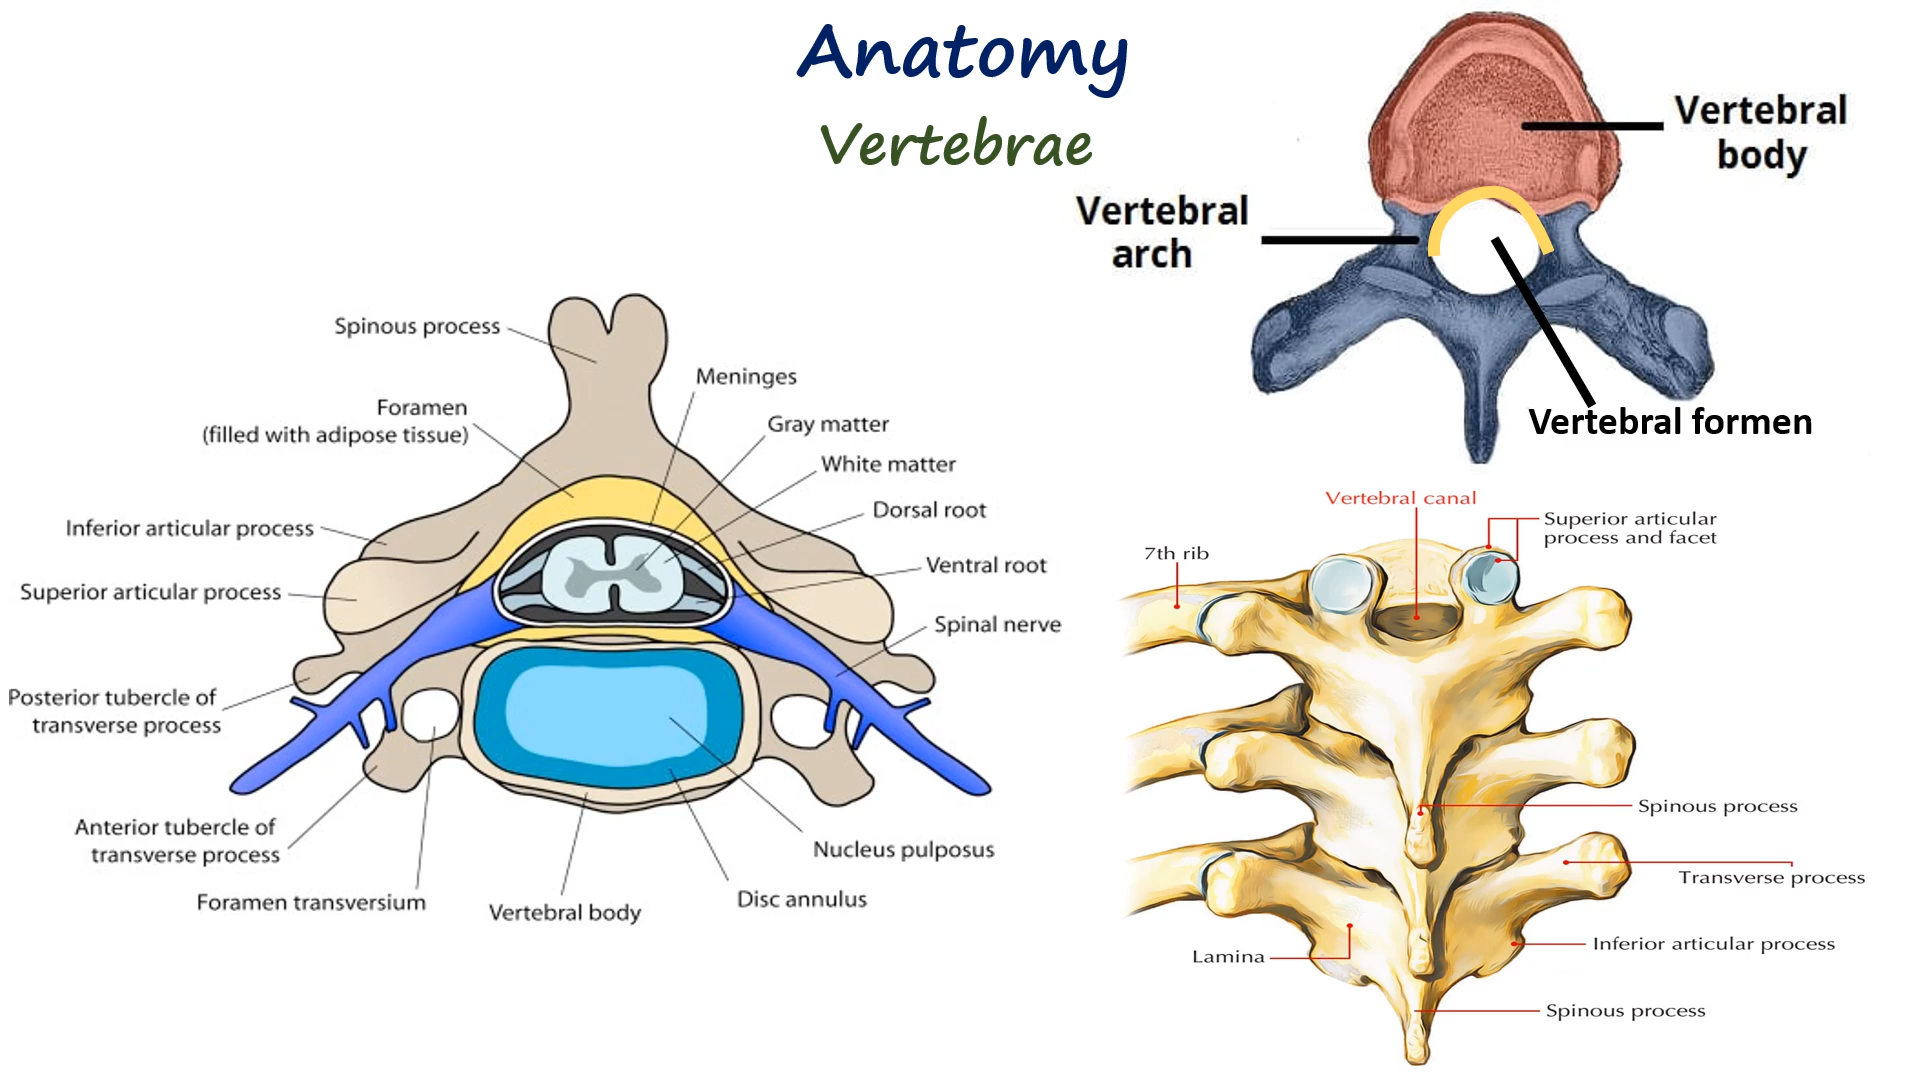 Anatomy
Vertebrae
Vertebral
body
Vertebral
arch
Vertebral formen
Spinous process
Meninges
Foramen
(filled with adipose tissue)
Gray matter
White matter
Dorsal root
Inferior articular process
Ventral root
Superior articular process
Spinal nerve
Posterior tubercle of
transverse process
Anterior tubercle of
transverse process
Nucleus pulposus
Foramen transversium
Vertebral body
Disc annulus
Vertebral canal
Superior articular
process and facet
7th rib
Spinous process
Transverse process
Inferior articular process
Lamina
Spinous process